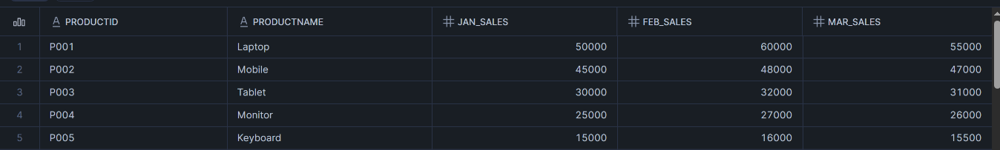 PRODUCTID PRODUCTNAME JAN_SALES FEB_SALES MAR_SALES
1 P001 Laptop 50000 60000 55000
2 P002 Mobile 45000 48000 47000
3 P003 Tablet 30000 32000 31000
4 P004 Monitor 25000 27000 26000
5 P005 Keyboard 15000 16000 15500